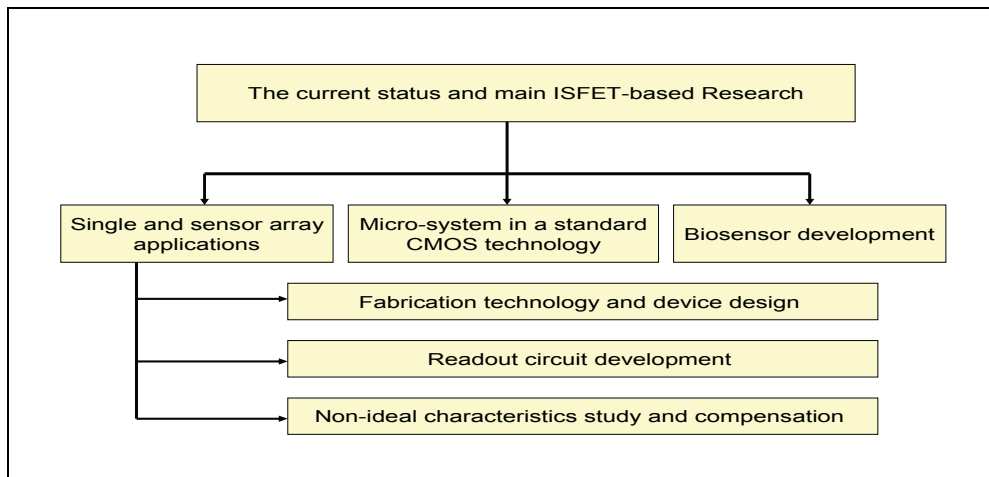 The current status and main ISFET-based Research
Single and sensor array
applications
Micro-system in a standard
CMOS technology
Biosensor development
Fabrication technology and device design
Readout circuit development
Non-ideal characteristics study and compensation